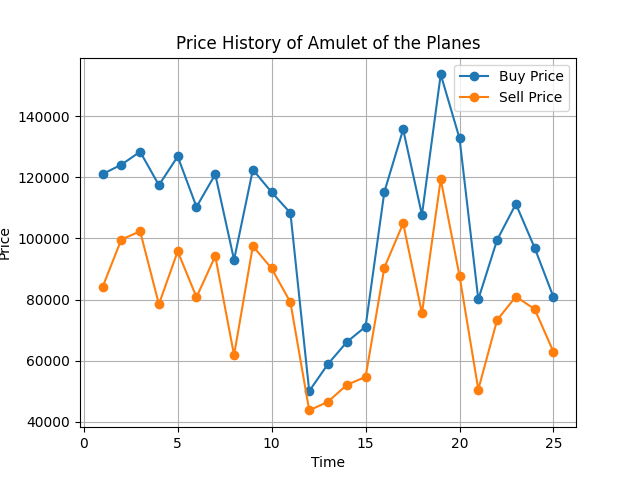 Price History of Amulet of the Planes
Buy Price
Sell Price
140000
120000
100000
80000
60000
40000
Price
0 5 10 15 20 25
Time